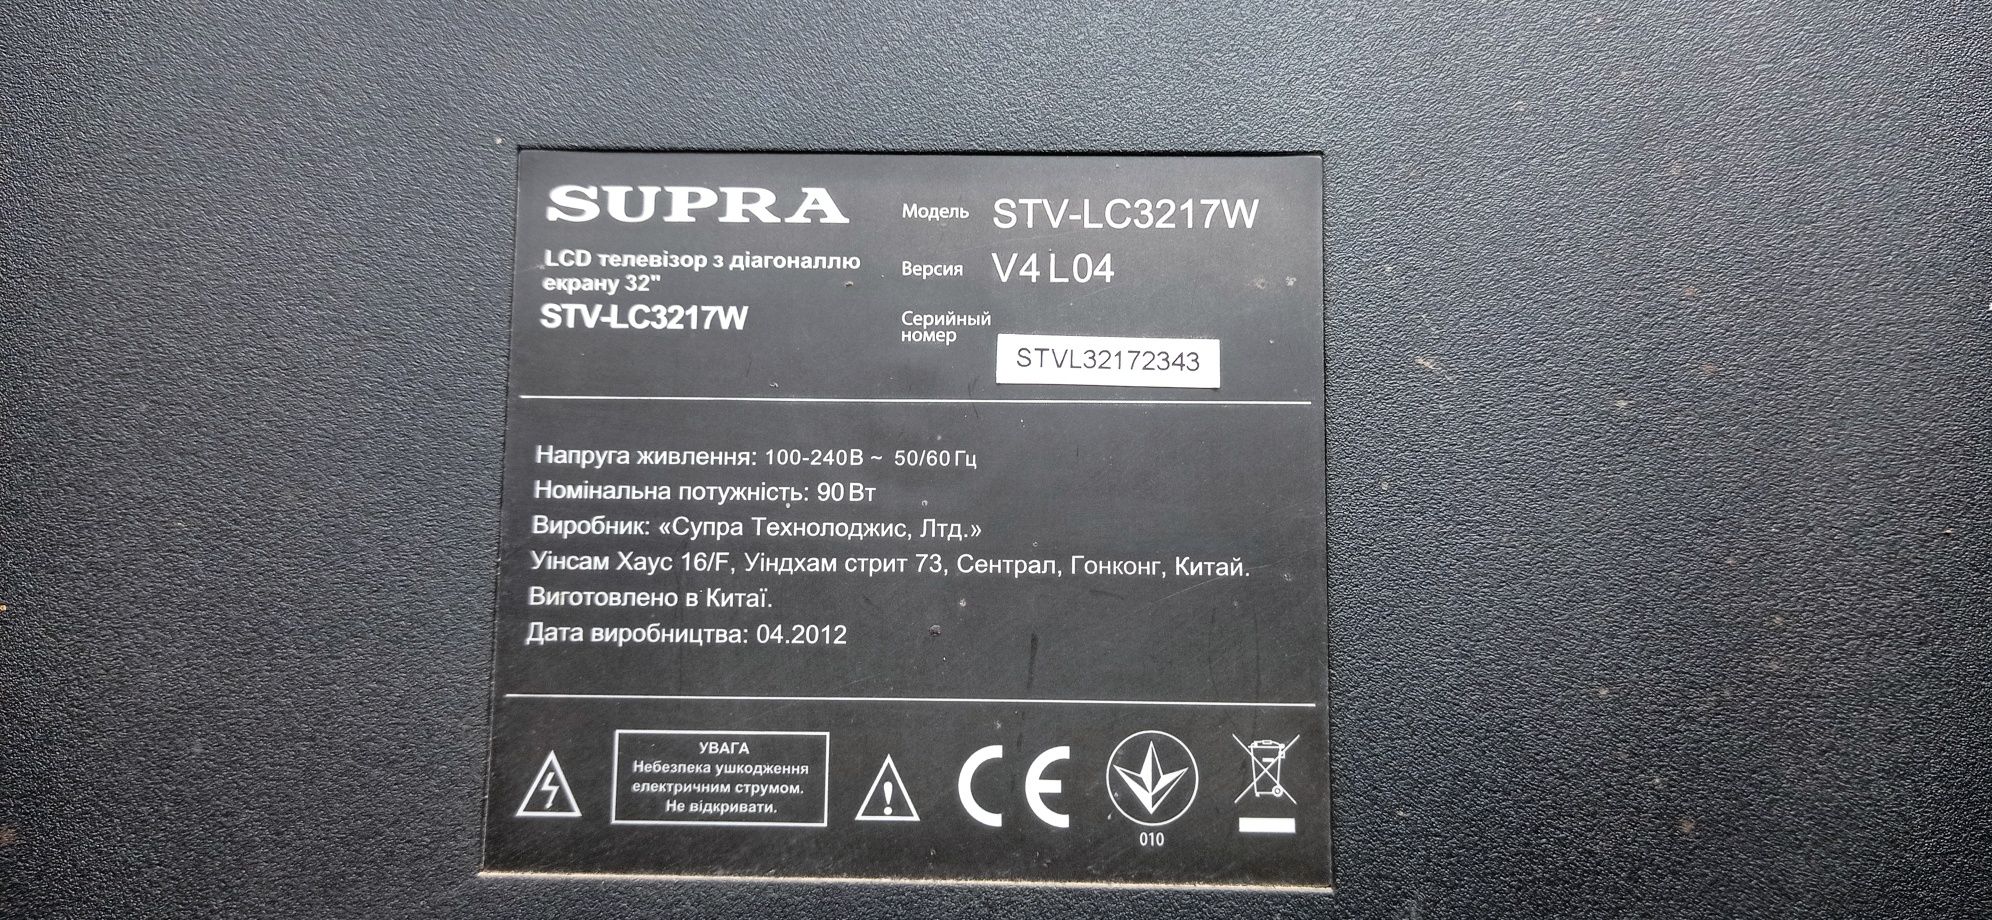 SUPRA
LCD телевізор з діагоналлю
екрану 32"
STV-LC3217W
Модель STV-LC3217W
Версия V4 L04
Серийный
номер
STVL32172343
Напруга живлення: 100-240В ~ 50/60 Гц
Номінальна потужність: 90 Вт
Виробник: «Супра Технолоджис, Лтд.»
Уінсам Хаус 16/F, Уіндхам стрит 73, Сентрал, Гонконг, Китай.
Виготовлено в Китаї.
Дата виробництва: 04.2012
УВАГА
Небезпека ушкодження
електричним струмом.
Не відкривати.
CE
010